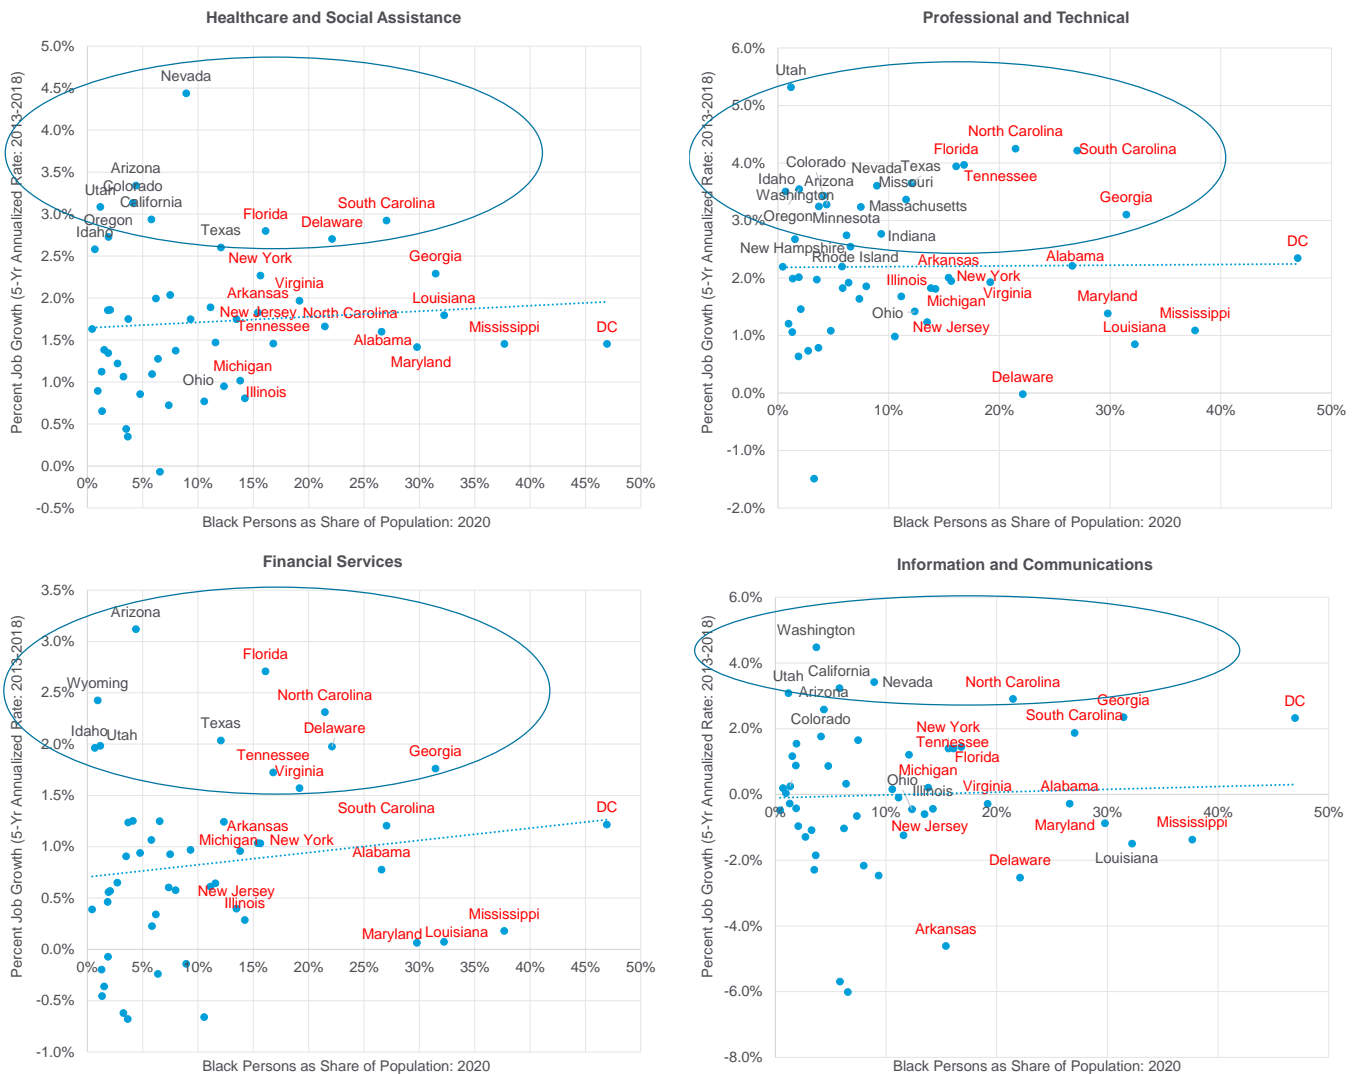 Healthcare and Social Assistance
Percent Job Growth (5-Yr Annualized Rate: 2013-2018)
5.0%
4.5%
4.0%
3.5%
3.0%
2.5%
2.0%
1.5%
1.0%
0.5%
0.0%
-0.5%
Nevada
Arizona
Utah
Colorado
California
Oregon
Idaho
Texas
Florida
Delaware
South Carolina
New York
Georgia
Virginia
Arkansas
Louisiana
New Jersey
North Carolina
Tennessee
Alabama
Mississippi
DC
Maryland
Michigan
Ohio
Illinois
0% 5% 10% 15% 20% 25% 30% 35% 40% 45% 50%
Black Persons as Share of Population: 2020
Professional and Technical
Percent Job Growth (5-Yr Annualized Rate: 2013-2018)
6.0%
5.0%
4.0%
3.0%
2.0%
1.0%
0.0%
-1.0%
-2.0%
Utah
North Carolina
Florida
South Carolina
Colorado
Nevada
Texas
Tennessee
Idaho
Arizona
Missouri
Washington
Massachusetts
Oregon
Minnesota
Georgia
Indiana
New Hampshire
Rhode Island
Arkansas
Alabama
DC
Illinois
New York
Virginia
Michigan
Maryland
Ohio
New Jersey
Louisiana
Mississippi
Delaware
0% 10% 20% 30% 40% 50%
Black Persons as Share of Population: 2020
Financial Services
Percent Job Growth (5-Yr Annualized Rate: 2013-2018)
3.5%
3.0%
2.5%
2.0%
1.5%
1.0%
0.5%
0.0%
-0.5%
-1.0%
Arizona
Florida
Wyoming
North Carolina
Idaho
Utah
Texas
Delaware
Tennessee
Georgia
Virginia
South Carolina
DC
Arkansas
Michigan
New York
Alabama
New Jersey
Illinois
Mississippi
Maryland
Louisiana
0% 5% 10% 15% 20% 25% 30% 35% 40% 45% 50%
Black Persons as Share of Population: 2020
Information and Communications
Percent Job Growth (5-Yr Annualized Rate: 2013-2018)
6.0%
4.0%
2.0%
0.0%
-2.0%
-4.0%
-6.0%
-8.0%
Washington
Utah
California
Nevada
Arizona
North Carolina
Georgia
Colorado
South Carolina
DC
New York
Tennessee
Florida
Michigan
Ohio
Illinois
Virginia
Alabama
New Jersey
Maryland
Mississippi
Delaware
Louisiana
Arkansas
0% 10% 20% 30% 40% 50%
Black Persons as Share of Population: 2020